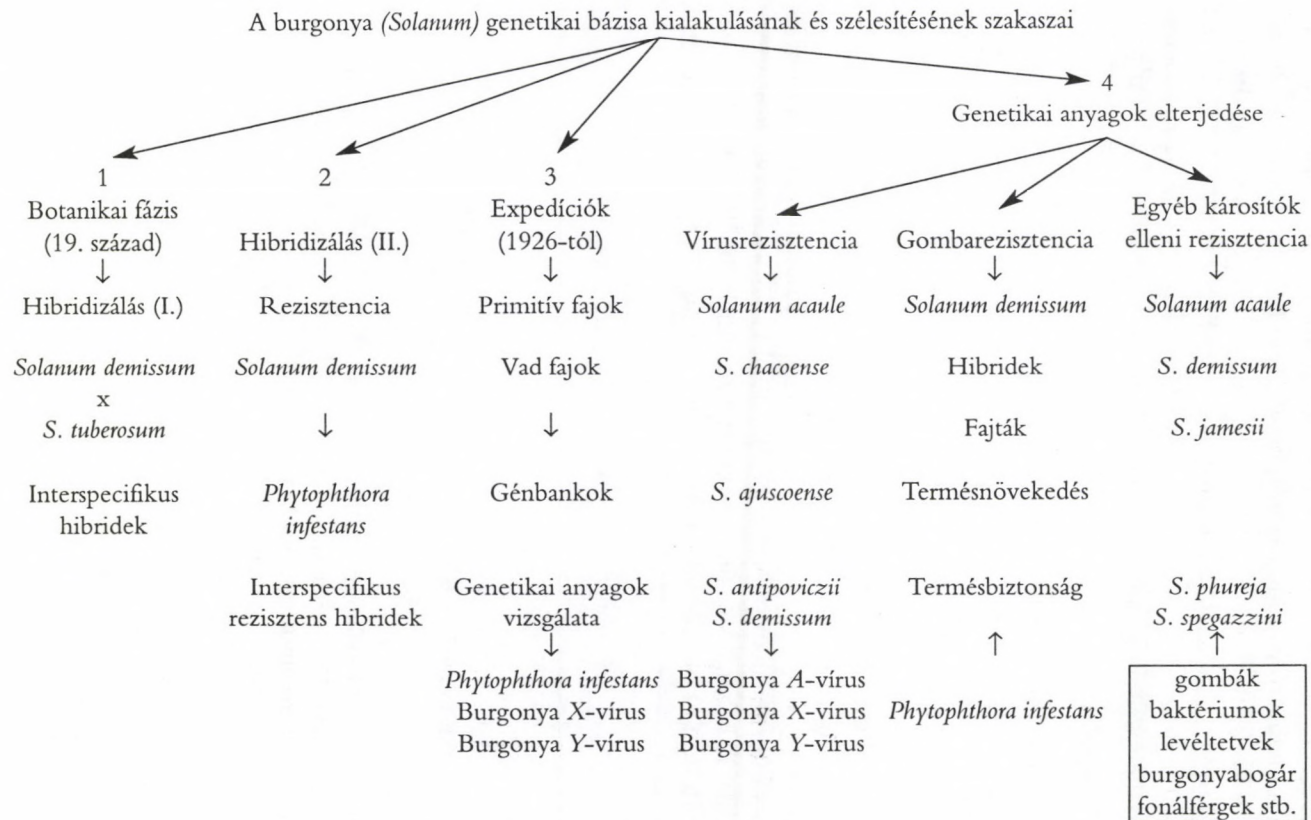 A burgonya (Solanum) genetikai bázisa kialakulásának és szélesítésének szakaszai
1
Botanikai fázis
(19. század)
↓
Hibridizálás (I.)
Solanum demissum
x
S. tuberosum
Interspecifikus
hibridek
2
Hibridizálás (II.)
↓
Rezisztencia
Solanum demissum
↓
Phytophthora
infestans
Interspecifikus
rezisztens hibridek
3
Expedíciók
(1926-tól)
↓
Primitív fajok
Vad fajok
↓
Génbankok
Genetikai anyagok
vizsgálata
↓
Phytophthora infestans
Burgonya X-vírus
Burgonya Y-vírus
4
Genetikai anyagok elterjedése
Vírusrezisztencia
↓
Solanum acaule
S. chacoense
S. ajuscoense
S. antipoviczii
S. demissum
↓
Burgonya A-vírus
Burgonya X-vírus
Burgonya Y-vírus
Gombarezisztencia
↓
Solanum demissum
Hibridek
Fajták
Termésnövekedés
Termésbiztonság
↑
Phytophthora infestans
Egyéb károsítók
elleni rezisztencia
↓
Solanum acaule
S. demissum
S. jamesii
S. phureja
S. spegazzini
↑
gombák
baktériumok
levéltetvek
burgonyabogár
fonálférgek stb.